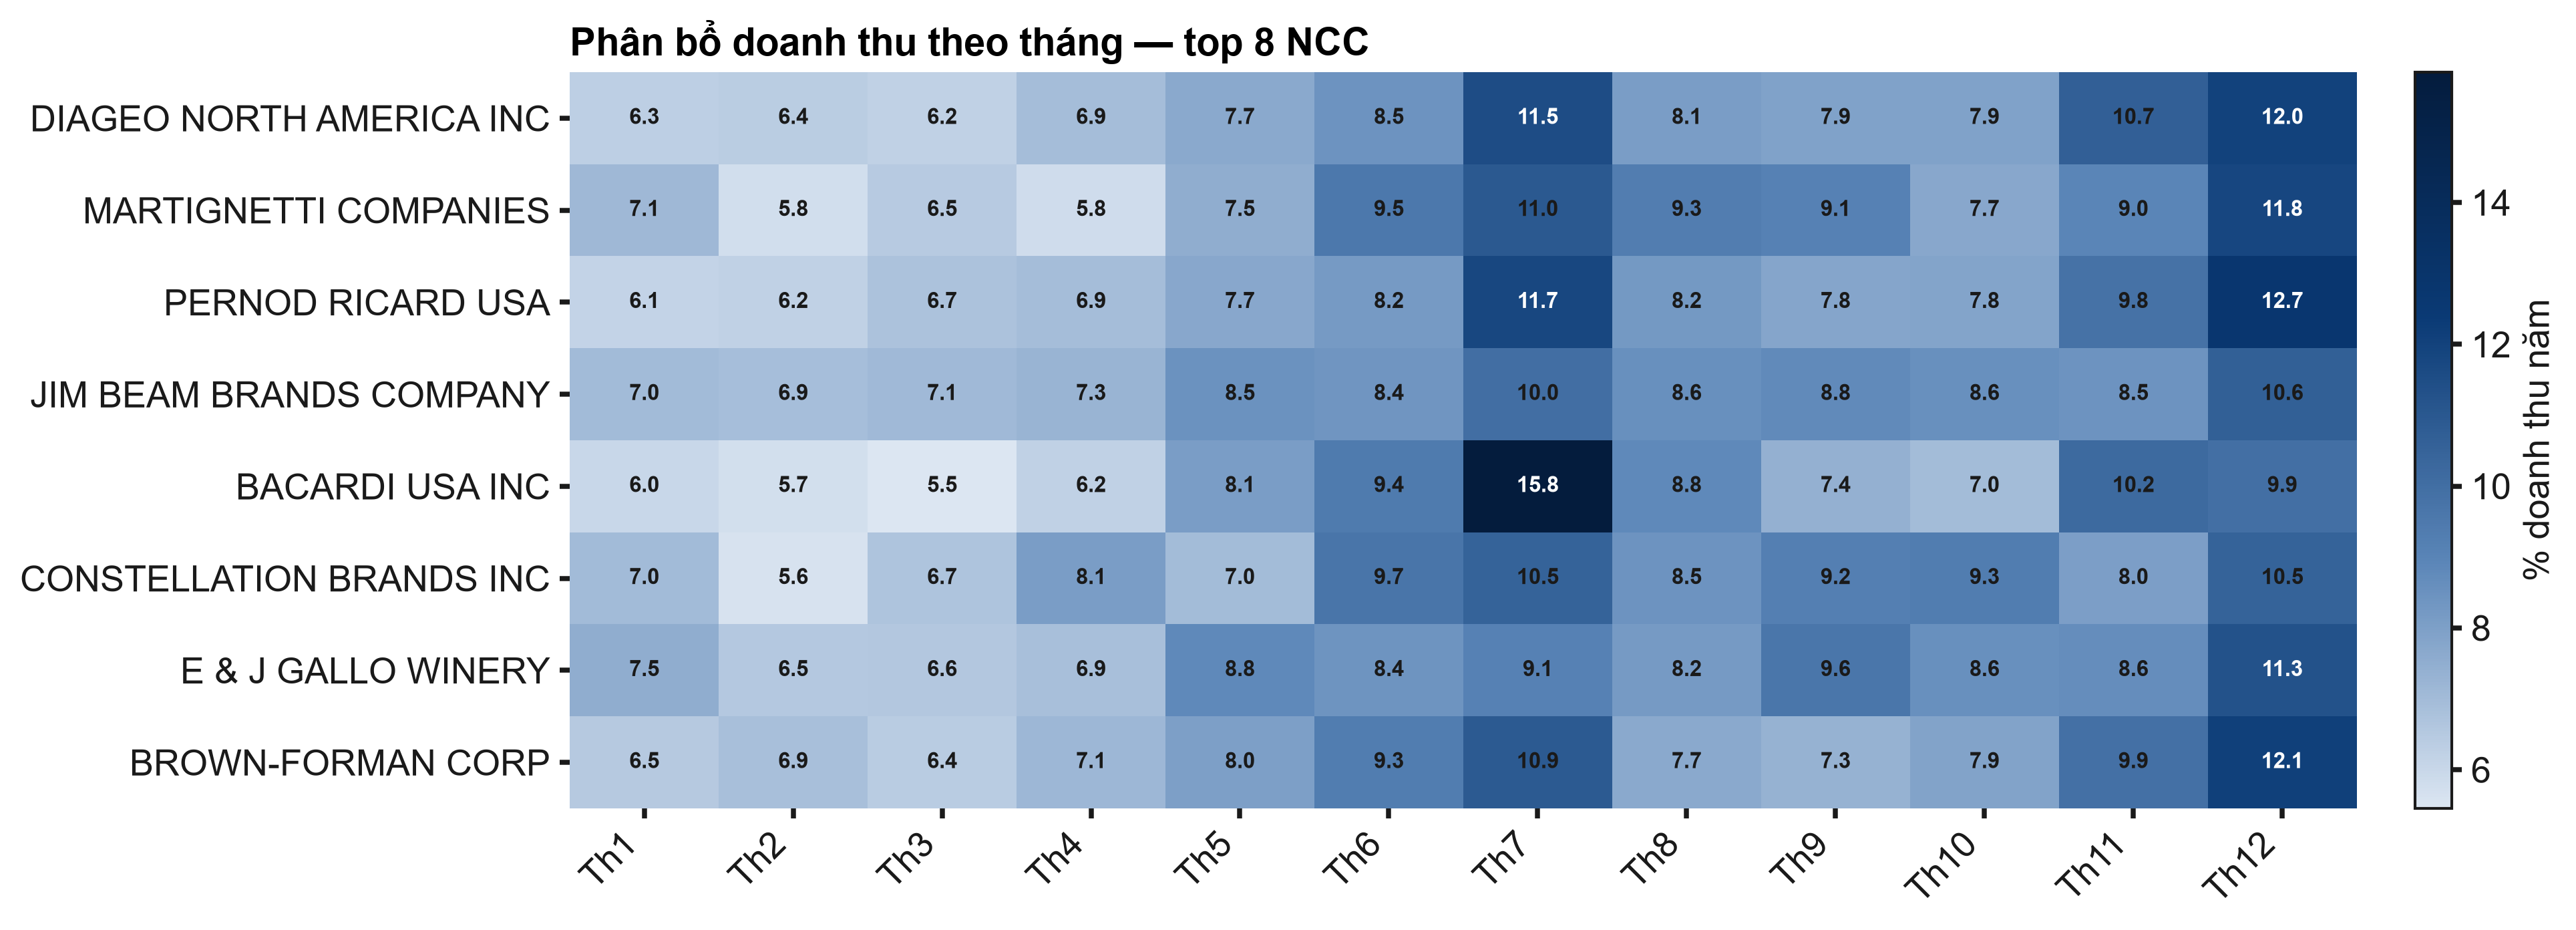 Phân bổ doanh thu theo tháng — top 8 NCC
DIAGEO NORTH AMERICA INC 6.3 6.4 6.2 6.9 7.7 8.5 11.5 8.1 7.9 7.9 10.7 12.0
MARTIGNETTI COMPANIES 7.1 5.8 6.5 5.8 7.5 9.5 11.0 9.3 9.1 7.7 9.0 11.8
PERNOD RICARD USA 6.1 6.2 6.7 6.9 7.7 8.2 11.7 8.2 7.8 7.8 9.8 12.7
JIM BEAM BRANDS COMPANY 7.0 6.9 7.1 7.3 8.5 8.4 10.0 8.6 8.8 8.6 8.5 10.6
BACARDI USA INC 6.0 5.7 5.5 6.2 8.1 9.4 15.8 8.8 7.4 7.0 10.2 9.9
CONSTELLATION BRANDS INC 7.0 5.6 6.7 8.1 7.0 9.7 10.5 8.5 9.2 9.3 8.0 10.5
E & J GALLO WINERY 7.5 6.5 6.6 6.9 8.8 8.4 9.1 8.2 9.6 8.6 8.6 11.3
BROWN-FORMAN CORP 6.5 6.9 6.4 7.1 8.0 9.3 10.9 7.7 7.3 7.9 9.9 12.1
Th1 Th2 Th3 Th4 Th5 Th6 Th7 Th8 Th9 Th10 Th11 Th12
14
12
10
8
6
% doanh thu năm